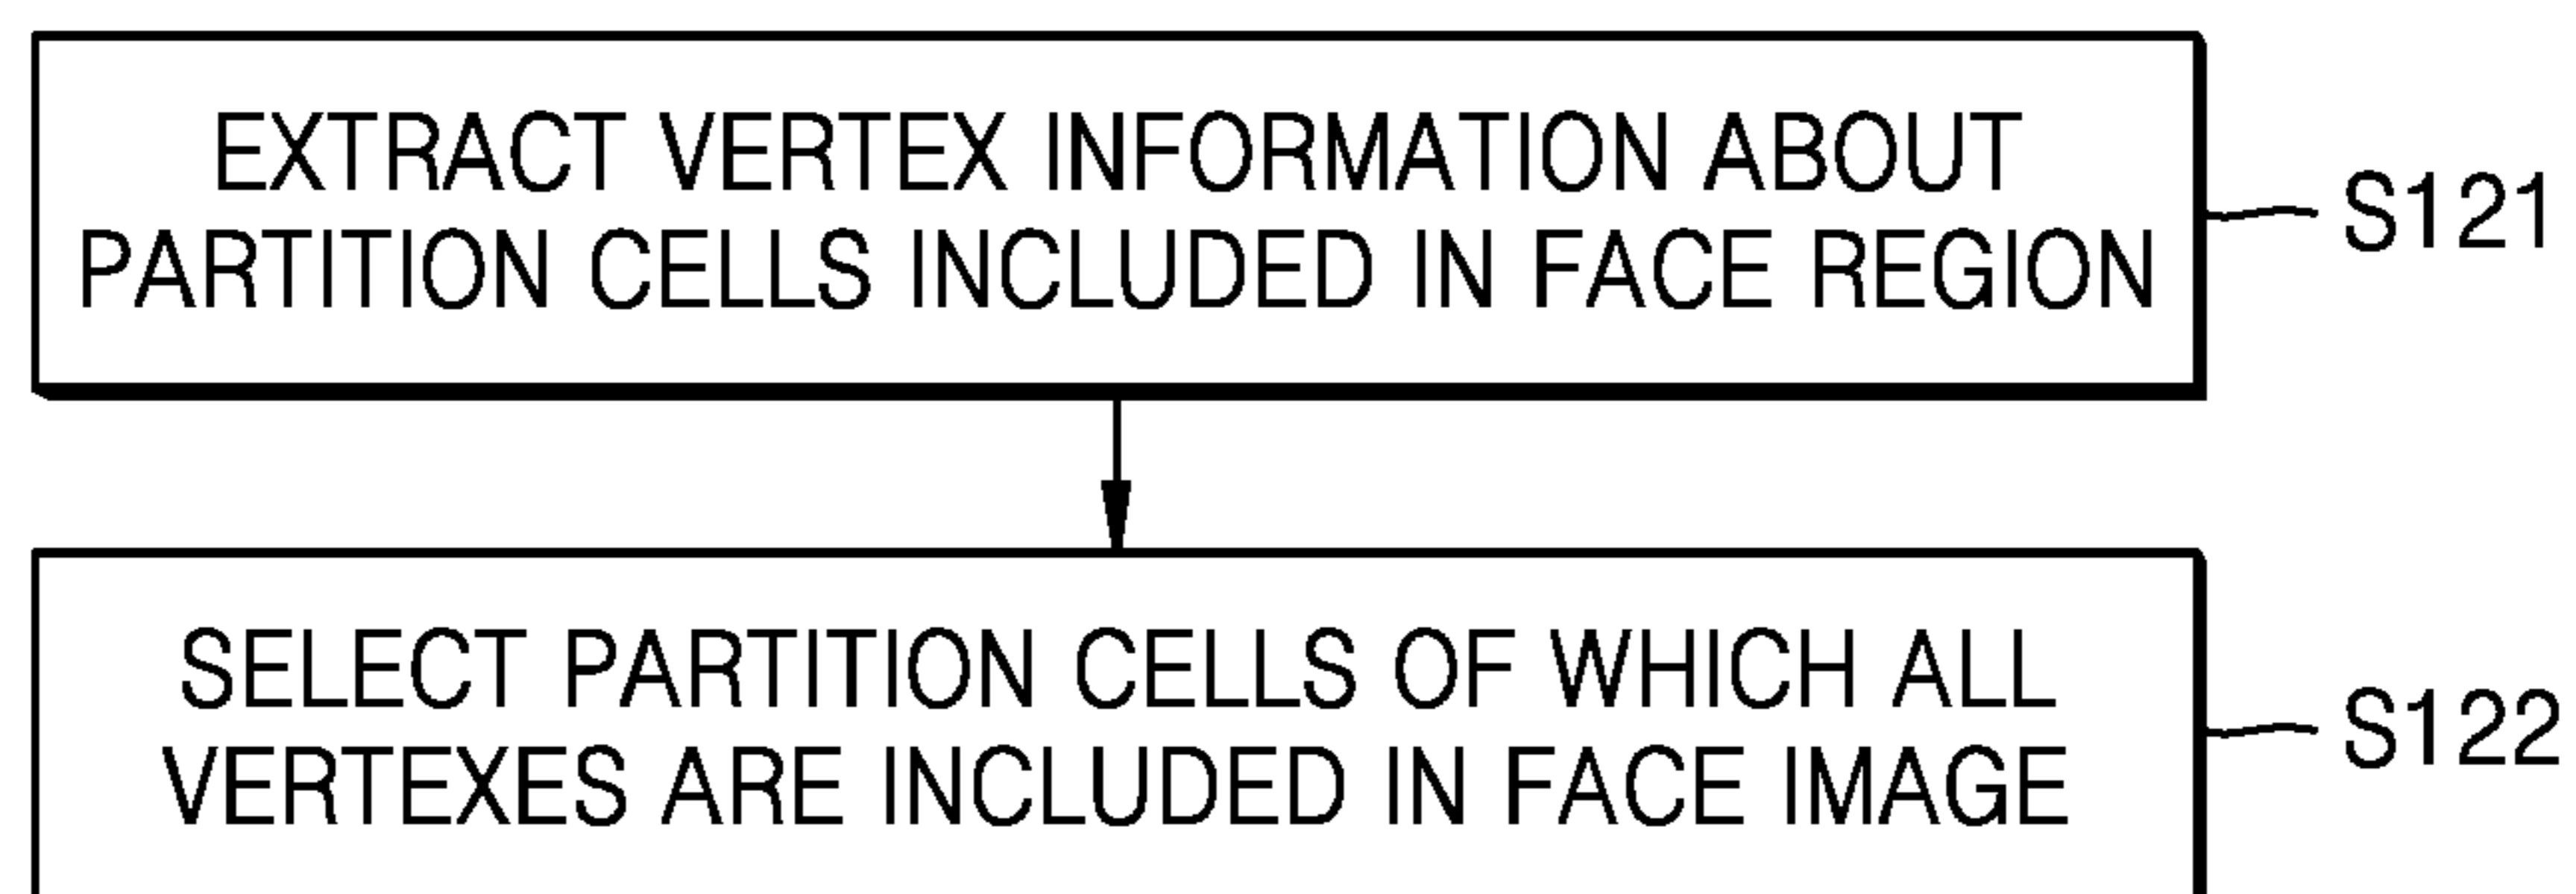 EXTRACT VERTEX INFORMATION ABOUT
PARTITION CELLS INCLUDED IN FACE REGION
S121
SELECT PARTITION CELLS OF WHICH ALL
VERTEXES ARE INCLUDED IN FACE IMAGE
S122